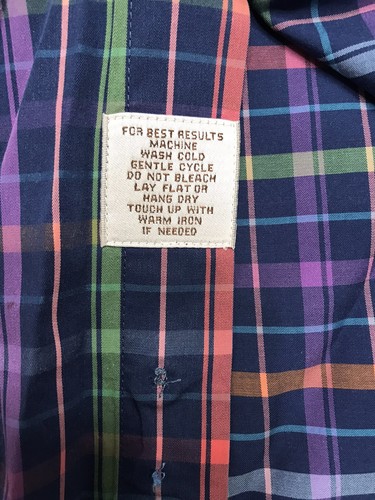 FOR BEST RESULTS
MACHINE
WASH COLD
GENTLE CYCLE
DO NOT BLEACH
LAY FLAT OR
HANG DRY
TOUCH UP WITH
WARM IRON
IF NEEDED